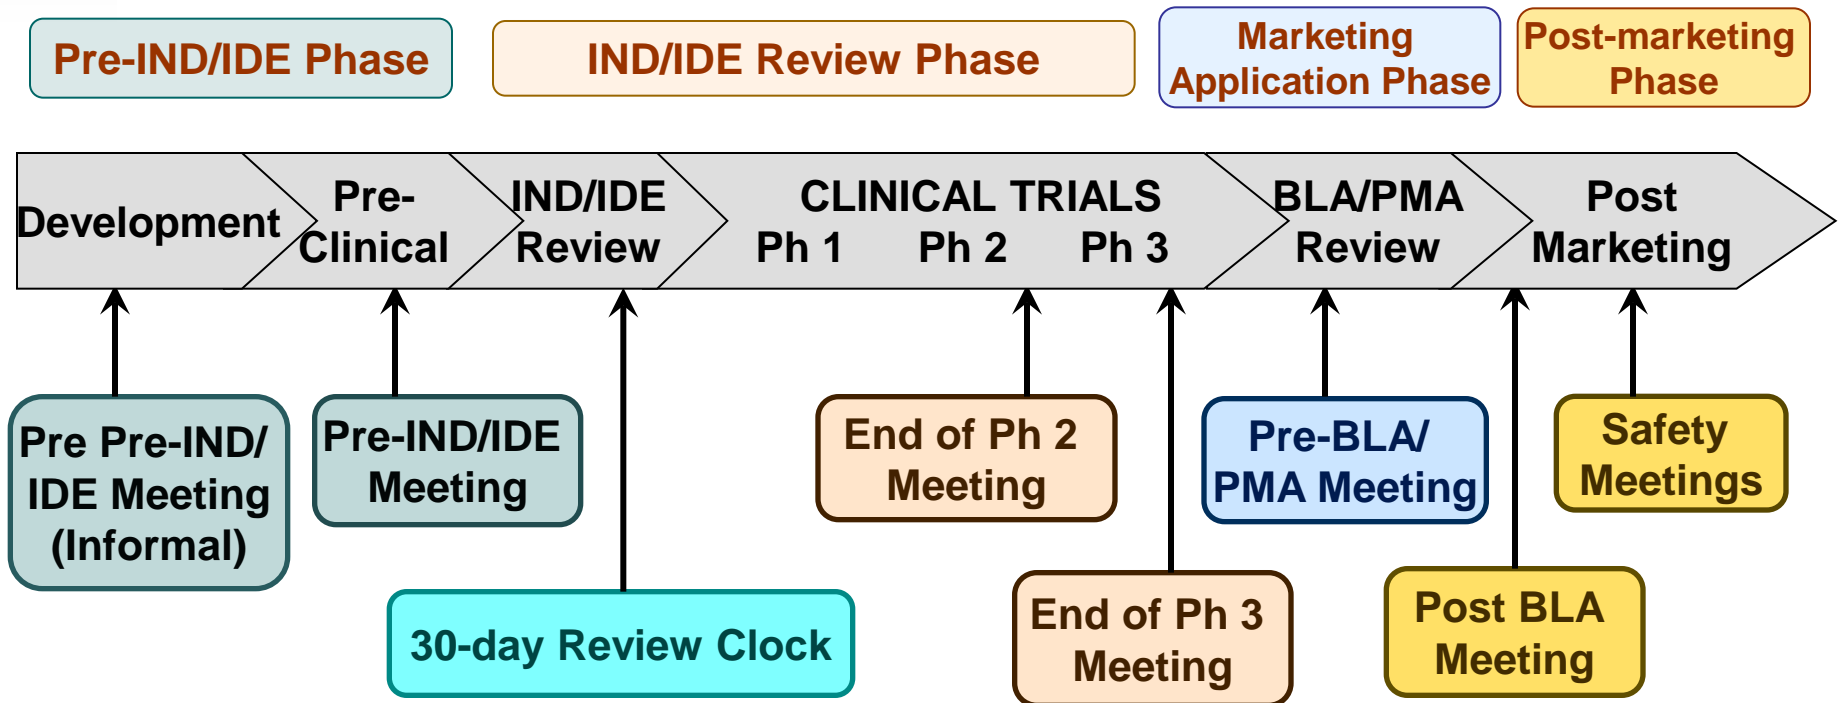 Pre-IND/IDE Phase
IND/IDE Review Phase
Marketing
Application Phase
Post-marketing
Phase
Development
Pre-
Clinical
IND/IDE
Review
CLINICAL TRIALS
Ph 1 Ph 2 Ph 3
BLA/PMA
Review
Post
Marketing
Pre Pre-IND/
IDE Meeting
(Informal)
Pre-IND/IDE
Meeting
30-day Review Clock
End of Ph 2
Meeting
End of Ph 3
Meeting
Pre-BLA/
PMA Meeting
Post BLA
Meeting
Safety
Meetings